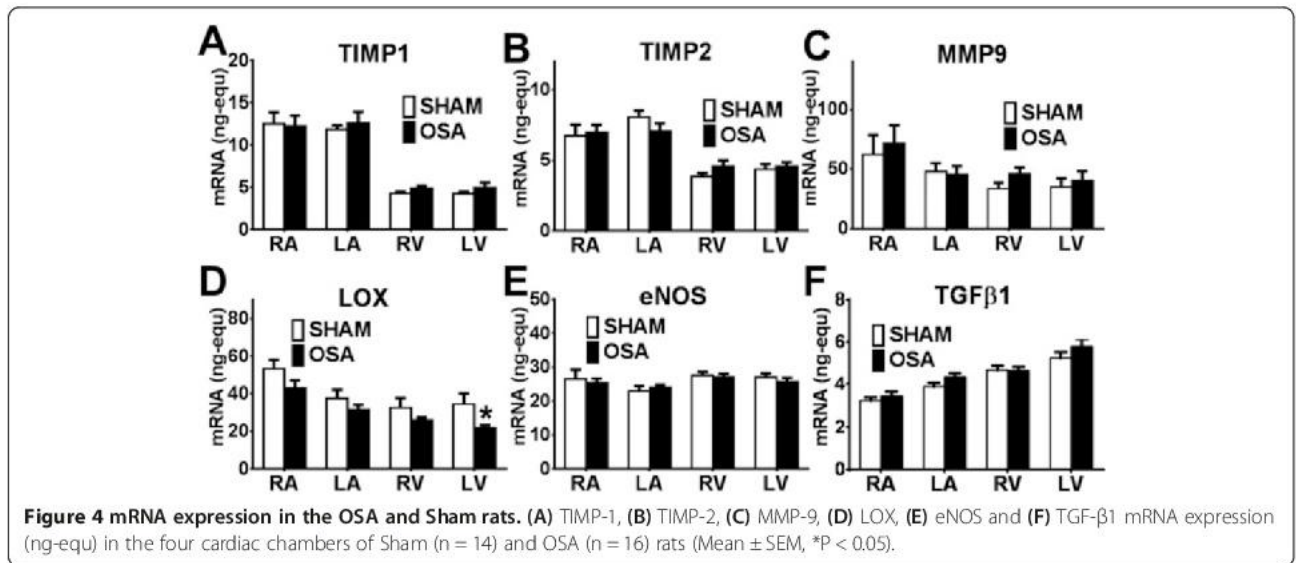 A
TIMP1
mRNA (ng-equ)
20
15
10
5
0
SHAM
OSA
RA LA RV LV
B
TIMP2
mRNA (ng-equ)
10
5
0
SHAM
OSA
RA LA RV LV
C
MMP9
mRNA (ng-equ)
100
50
0
SHAM
OSA
RA LA RV LV
D
LOX
mRNA (ng-equ)
80
60
40
20
0
SHAM
OSA
*
RA LA RV LV
E
eNOS
mRNA (ng-equ)
50
40
30
20
10
0
SHAM
OSA
RA LA RV LV
F
TGFβ1
mRNA (ng-equ)
8
6
4
2
0
SHAM
OSA
RA LA RV LV
Figure 4 mRNA expression in the OSA and Sham rats. (A) TIMP-1, (B) TIMP-2, (C) MMP-9, (D) LOX, (E) eNOS and (F) TGF-β1 mRNA expression
(ng-equ) in the four cardiac chambers of Sham (n = 14) and OSA (n = 16) rats (Mean ± SEM, *P < 0.05).